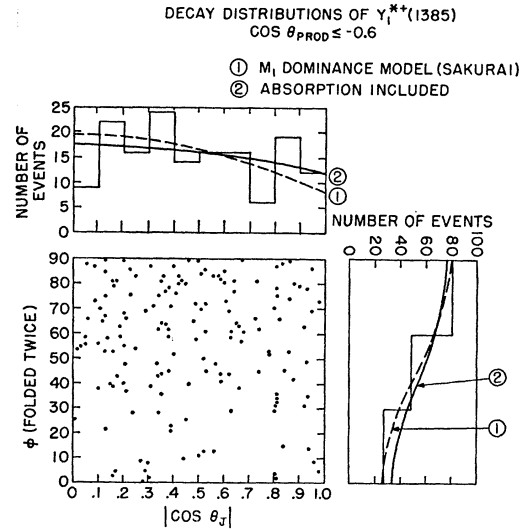 DECAY DISTRIBUTIONS OF Y₁*⁺(1385)
COS θPROD ≤ -0.6
① M₁ DOMINANCE MODEL (SAKURAI)
② ABSORPTION INCLUDED
NUMBER OF
EVENTS
25
20
15
10
5
0
②
①
NUMBER OF EVENTS
0 20 40 60 80 100
ϕ (FOLDED TWICE)
90
80
70
60
50
40
30
20
10
0
②
①
0 .1 .2 .3 .4 .5 .6 .7 .8 .9 1.0
|COS θJ|